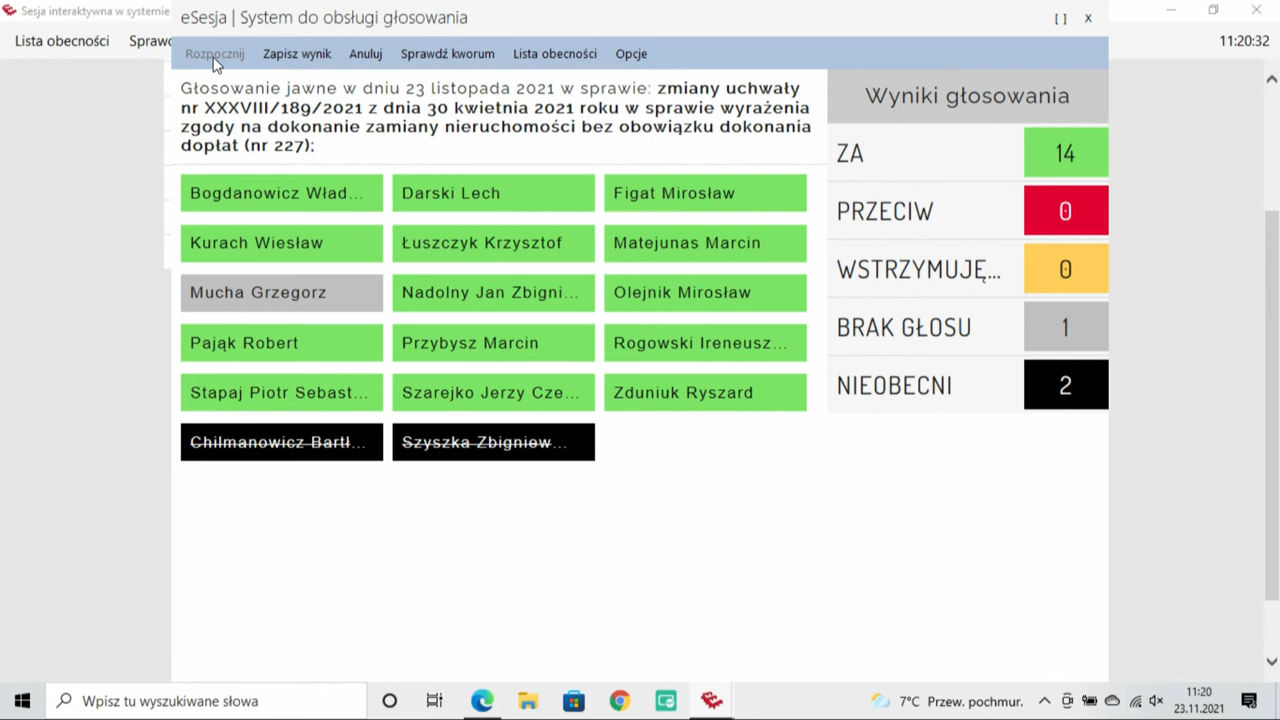 Sesja interaktywna w systemie
eSesja | System do obsługi głosowania
[ ] X
Lista obecności
Rozpocznij Zapisz wynik Anuluj Sprawdź kworum Lista obecności Opcje
11:20:32
Głosowanie jawne w dniu 23 listopada 2021 w sprawie: zmiany uchwały
nr XXXVIII/189/2021 z dnia 30 kwietnia 2021 roku w sprawie wyrażenia
zgody na dokonanie zamiany nieruchomości bez obowiązku dokonania
dopłat (nr 227);
Bogdanowicz Wład... Darski Lech Figat Mirosław
Kurach Wiesław Łuszczyk Krzysztof Matejunas Marcin
Mucha Grzegorz Nadolny Jan Zbigni... Olejnik Mirosław
Pająk Robert Przybysz Marcin Rogowski Ireneusz...
Stapaj Piotr Sebast... Szarejko Jerzy Cze... Zduniuk Ryszard
Chilmanowicz Bartł... Szyszka Zbigniew...
Wyniki głosowania
ZA 14
PRZECIW 0
WSTRZYMUJĘ... 0
BRAK GŁOSU 1
NIEOBECNI 2
Wpisz tu wyszukiwane słowa
7°C Przew. pochmur.
11:20
23.11.2021